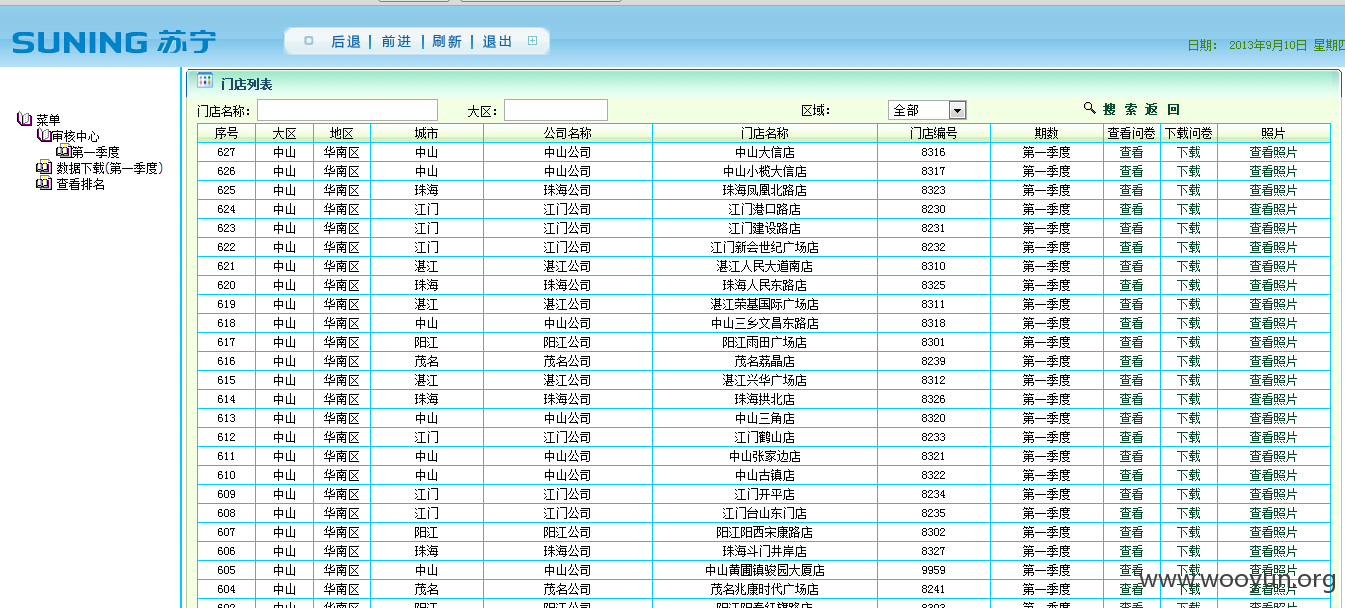 SUNING 苏宁
后退 | 前进 | 刷新 | 退出
日期: 2013年9月10日 星期
菜单
审核中心
第一季度
数据下载(第一季度)
查看排名
门店列表
门店名称: 大区: 区域: 全部 搜 索 返 回
序号 大区 地区 城市 公司名称 门店名称 门店编号 期数 查看问卷 下载问卷 照片
627 中山 华南区 中山 中山公司 中山大信店 8316 第一季度 查看 下载 查看照片
626 中山 华南区 中山 中山公司 中山小榄大信店 8317 第一季度 查看 下载 查看照片
625 中山 华南区 珠海 珠海公司 珠海凤凰北路店 8323 第一季度 查看 下载 查看照片
624 中山 华南区 江门 江门公司 江门港口路店 8230 第一季度 查看 下载 查看照片
623 中山 华南区 江门 江门公司 江门建设路店 8231 第一季度 查看 下载 查看照片
622 中山 华南区 江门 江门公司 江门新会世纪广场店 8232 第一季度 查看 下载 查看照片
621 中山 华南区 湛江 湛江公司 湛江人民大道南店 8310 第一季度 查看 下载 查看照片
620 中山 华南区 珠海 珠海公司 珠海人民东路店 8325 第一季度 查看 下载 查看照片
619 中山 华南区 湛江 湛江公司 湛江荣基国际广场店 8311 第一季度 查看 下载 查看照片
618 中山 华南区 中山 中山公司 中山三乡文昌东路店 8318 第一季度 查看 下载 查看照片
617 中山 华南区 阳江 阳江公司 阳江雨田广场店 8301 第一季度 查看 下载 查看照片
616 中山 华南区 茂名 茂名公司 茂名荔晶店 8239 第一季度 查看 下载 查看照片
615 中山 华南区 湛江 湛江公司 湛江兴华广场店 8312 第一季度 查看 下载 查看照片
614 中山 华南区 珠海 珠海公司 珠海拱北店 8326 第一季度 查看 下载 查看照片
613 中山 华南区 中山 中山公司 中山三角店 8320 第一季度 查看 下载 查看照片
612 中山 华南区 江门 江门公司 江门鹤山店 8233 第一季度 查看 下载 查看照片
611 中山 华南区 中山 中山公司 中山张家边店 8321 第一季度 查看 下载 查看照片
610 中山 华南区 中山 中山公司 中山古镇店 8322 第一季度 查看 下载 查看照片
609 中山 华南区 江门 江门公司 江门开平店 8234 第一季度 查看 下载 查看照片
608 中山 华南区 江门 江门公司 江门台山东门店 8235 第一季度 查看 下载 查看照片
607 中山 华南区 阳江 阳江公司 阳江阳西宋康路店 8302 第一季度 查看 下载 查看照片
606 中山 华南区 珠海 珠海公司 珠海斗门井岸店 8327 第一季度 查看 下载 查看照片
605 中山 华南区 中山 中山公司 中山黄圃镇骏园大厦店 9959 第一季度 查看 下载 查看照片
604 中山 华南区 茂名 茂名公司 茂名兆康时代广场店 8241 第一季度 查看 下载 查看照片
www.wooyun.org